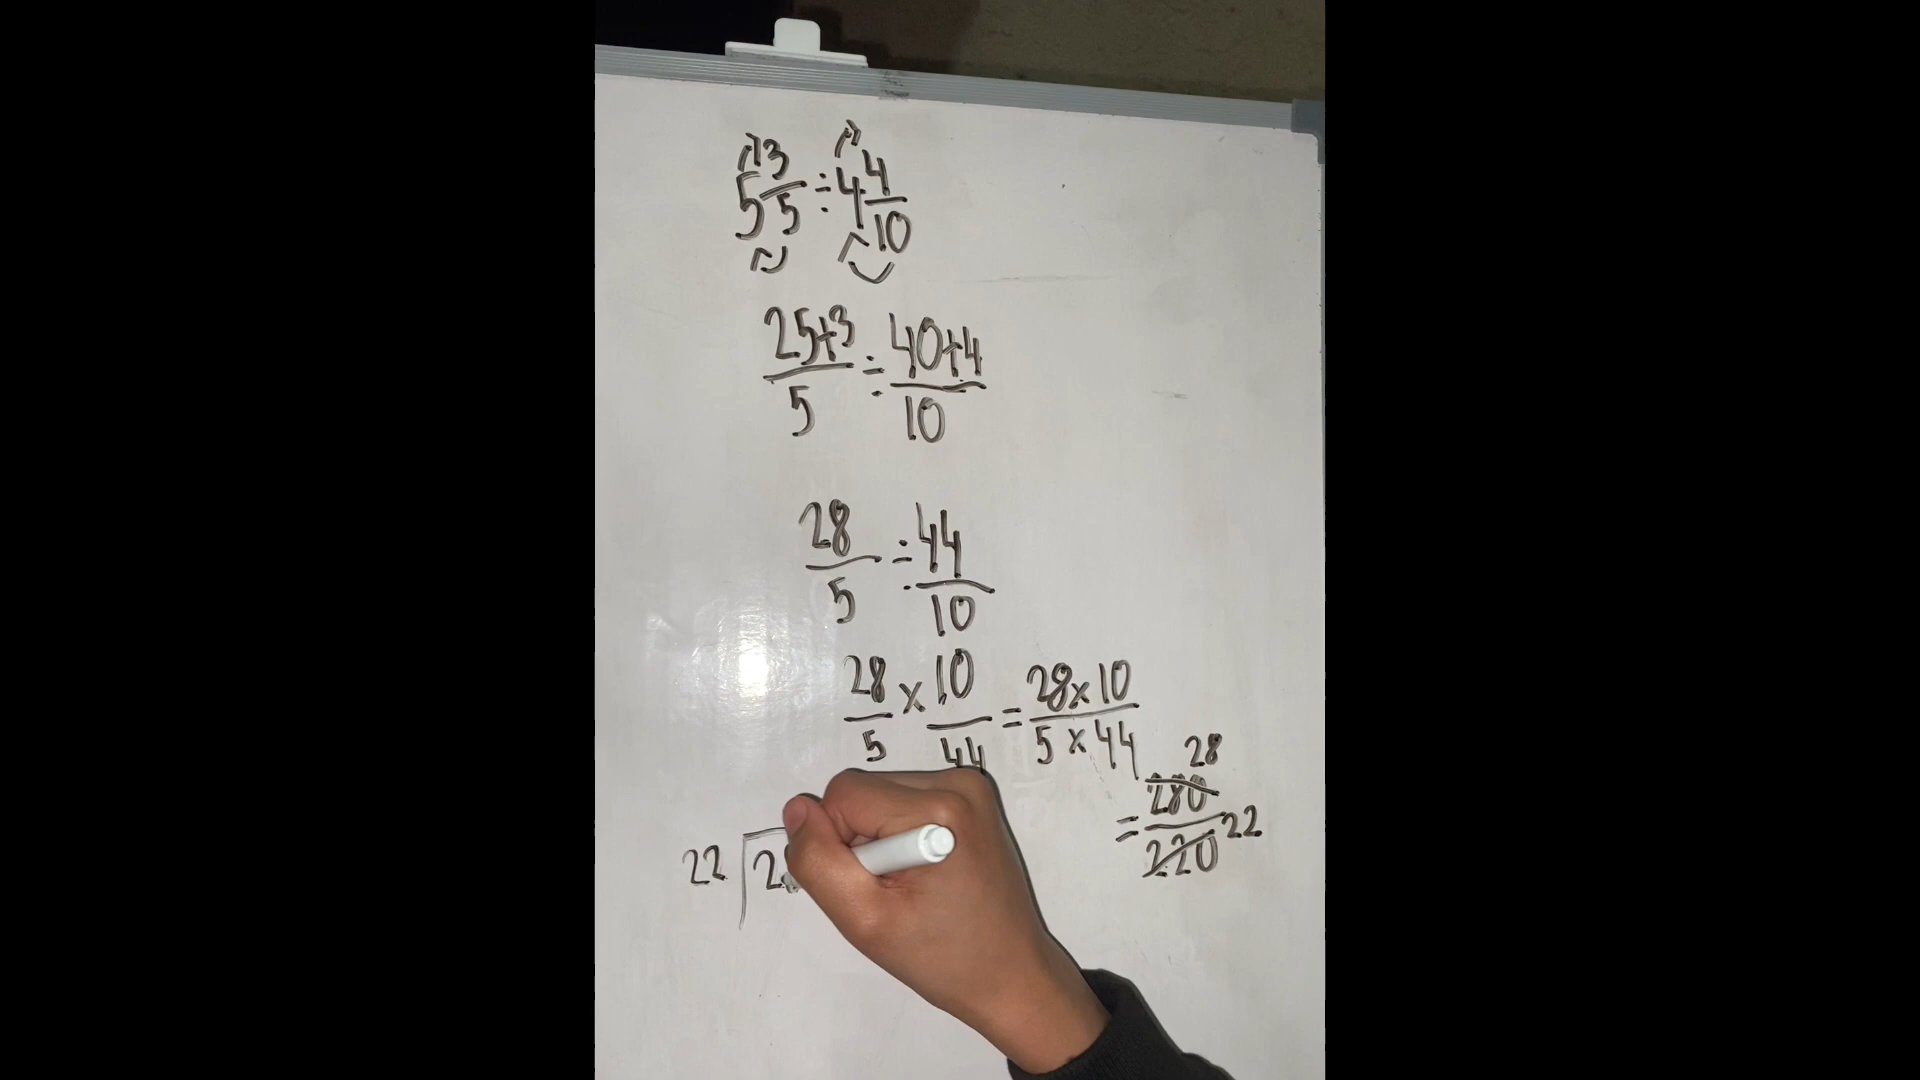 5 3/5 ÷ 4 4/10
25+3/5 ÷ 40+4/10
28/5 ÷ 44/10
28/5 × 10/44 = 28×10/5×44
28
= 280/220 22
22 2